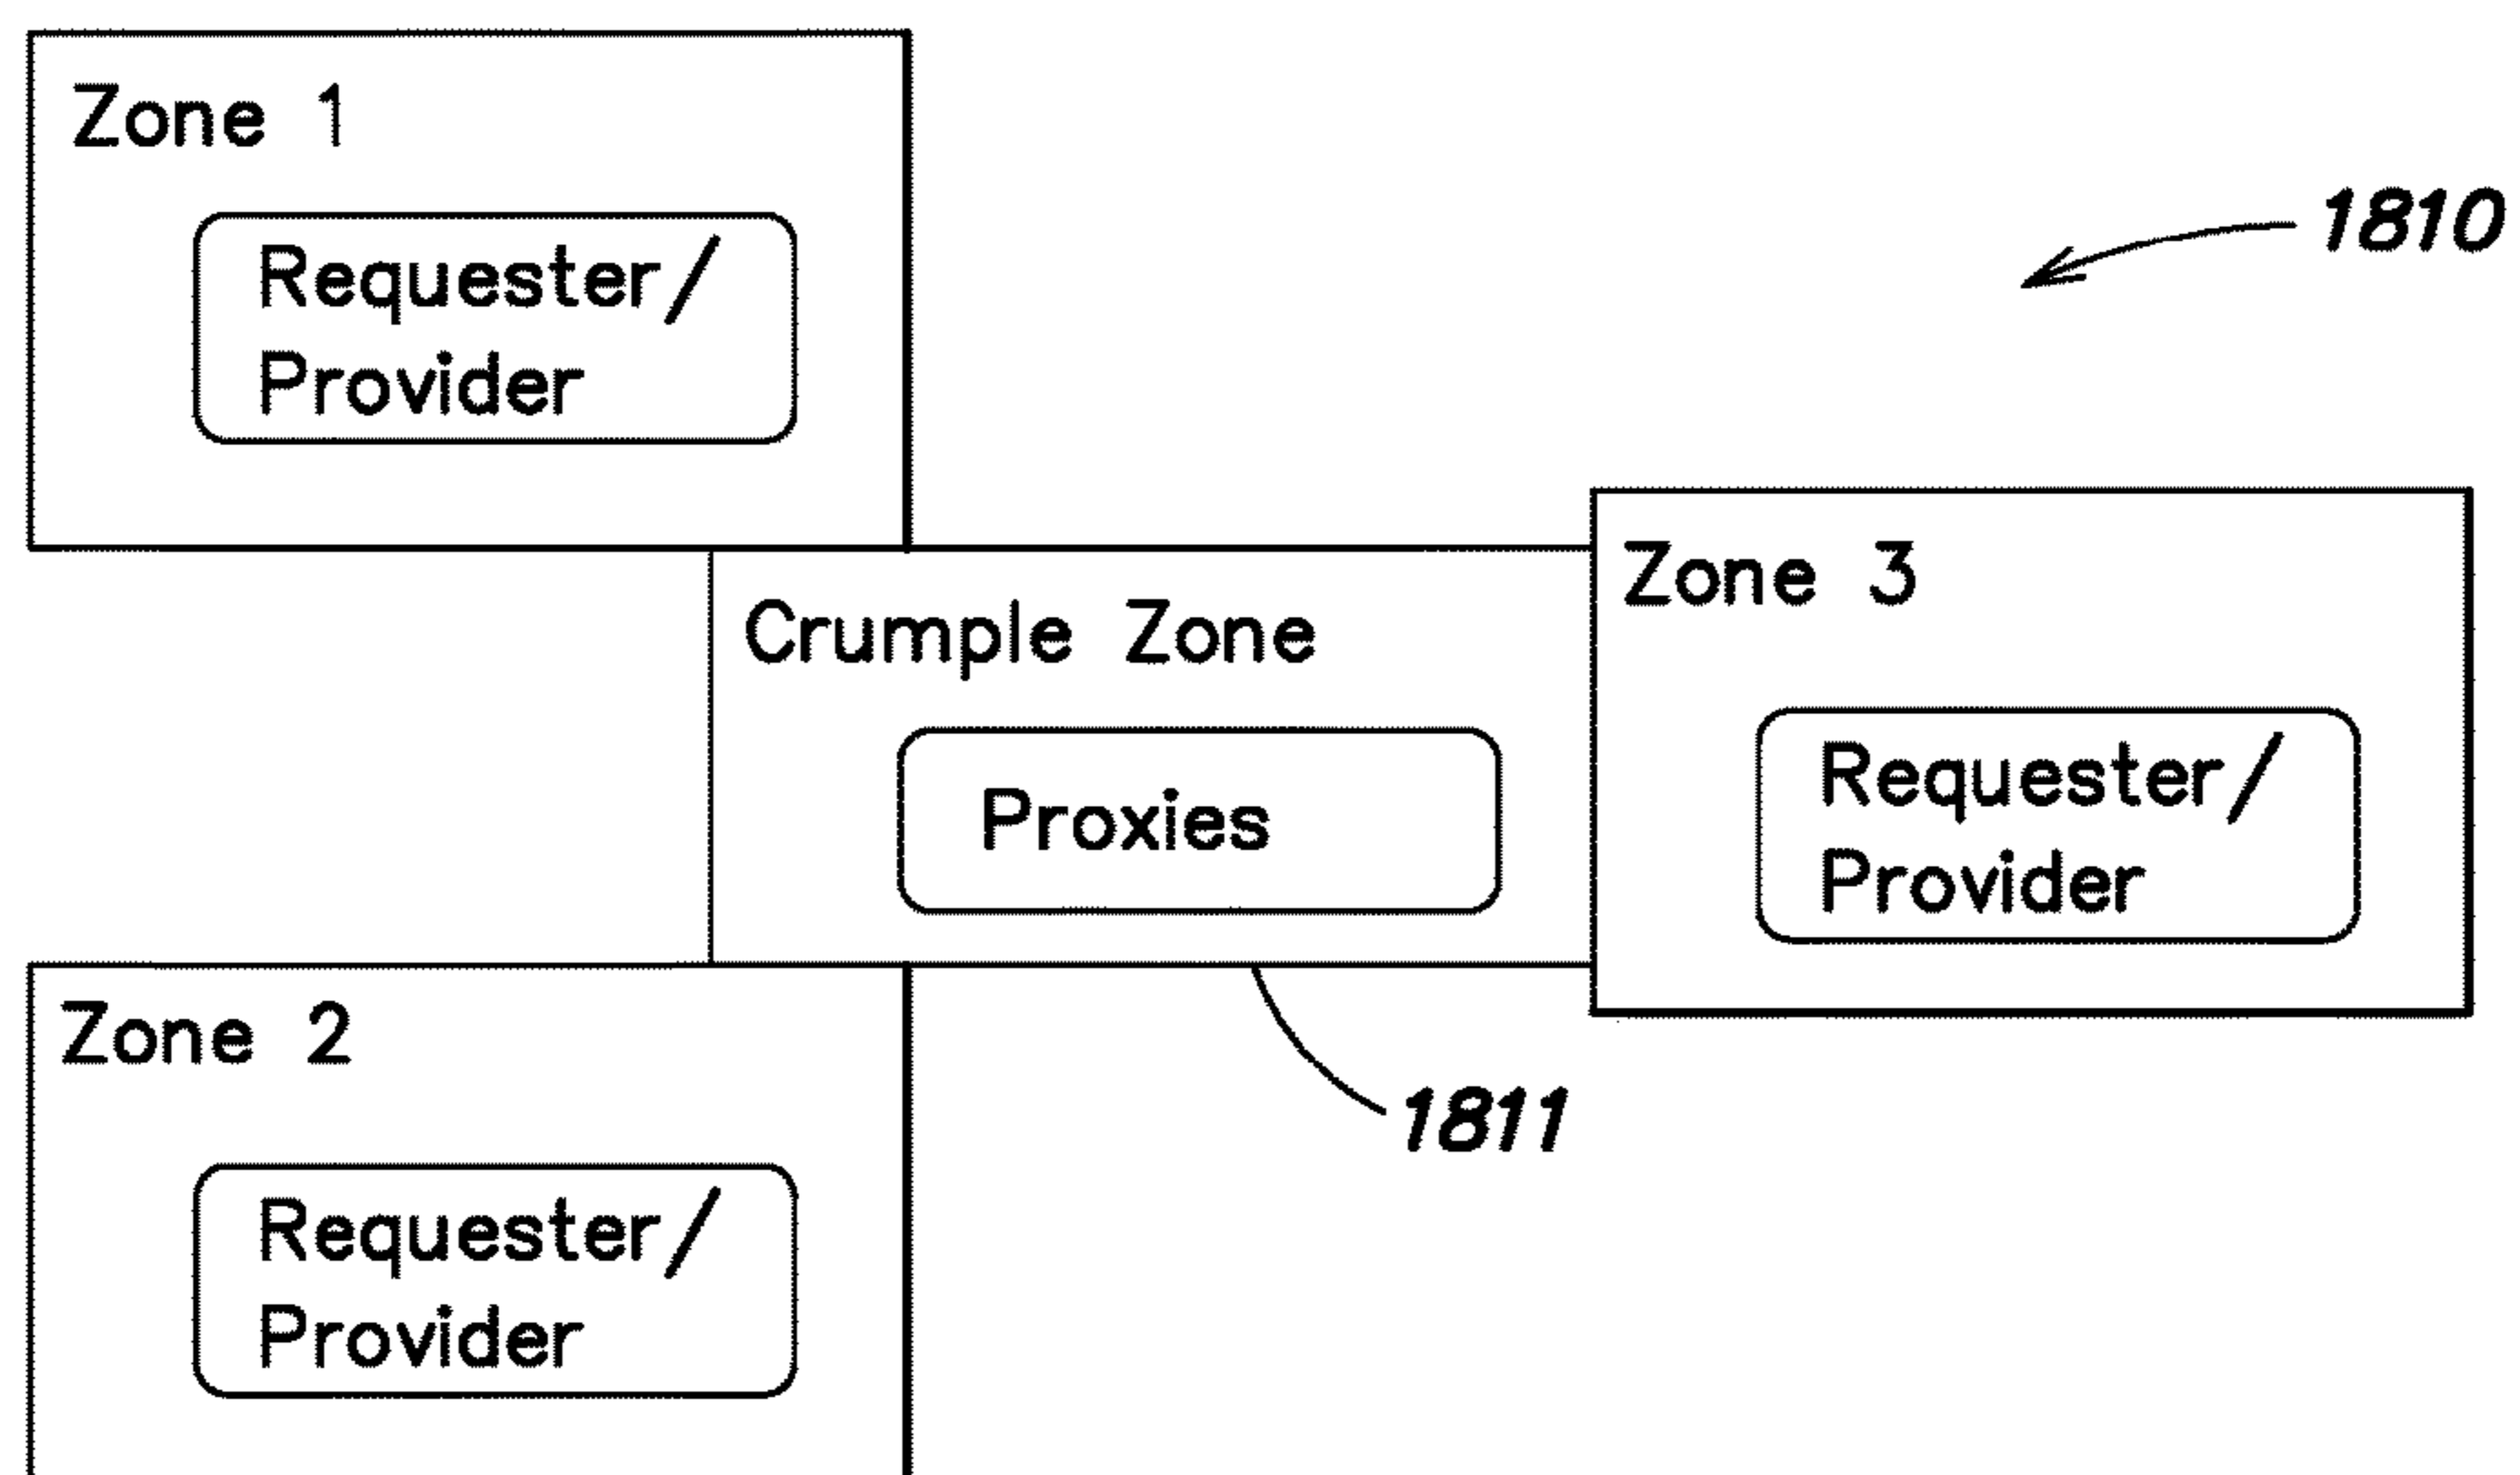 Zone 1
Requester/
Provider
1810
Zone 3
Requester/
Provider
Crumple Zone
Proxies
1811
Zone 2
Requester/
Provider